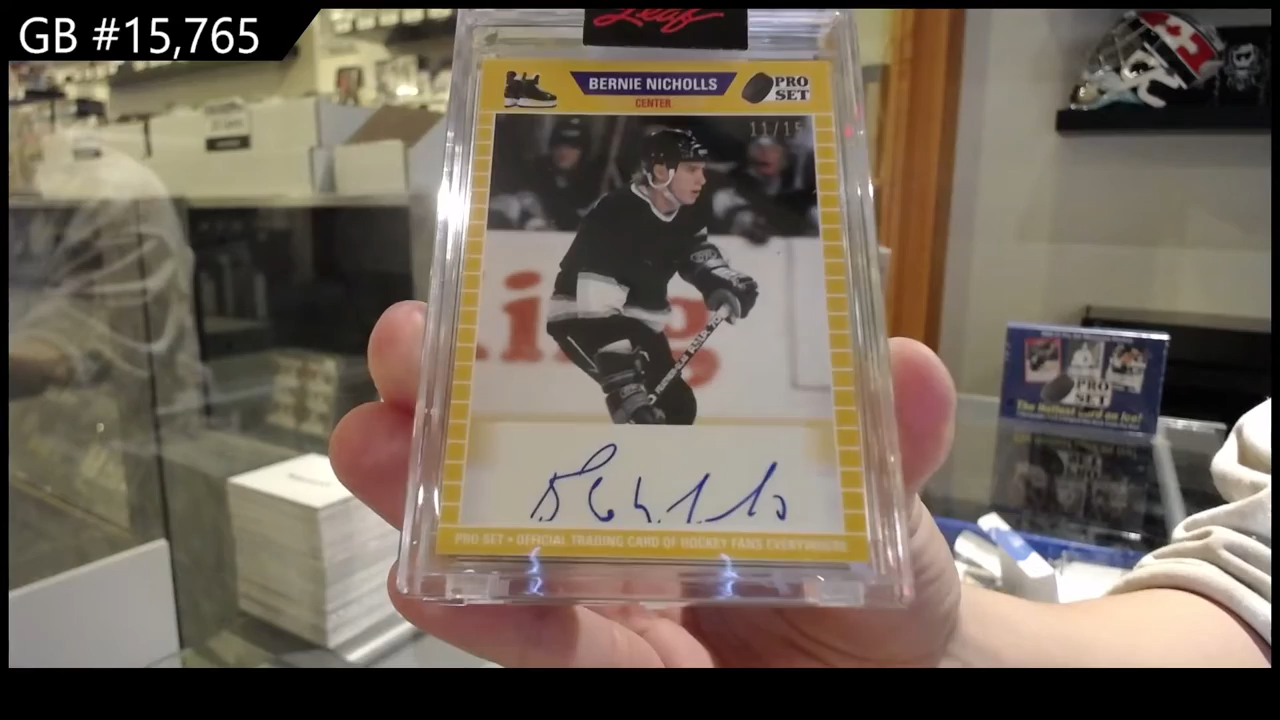 GB #15,765
Leaf
BERNIE NICHOLLS
CENTER
PRO
SET
11/15
ing
PRO SET • OFFICIAL TRADING CARD OF HOCKEY FANS EVERYWHERE
PRO
SET
The Hottest Card on Ice!